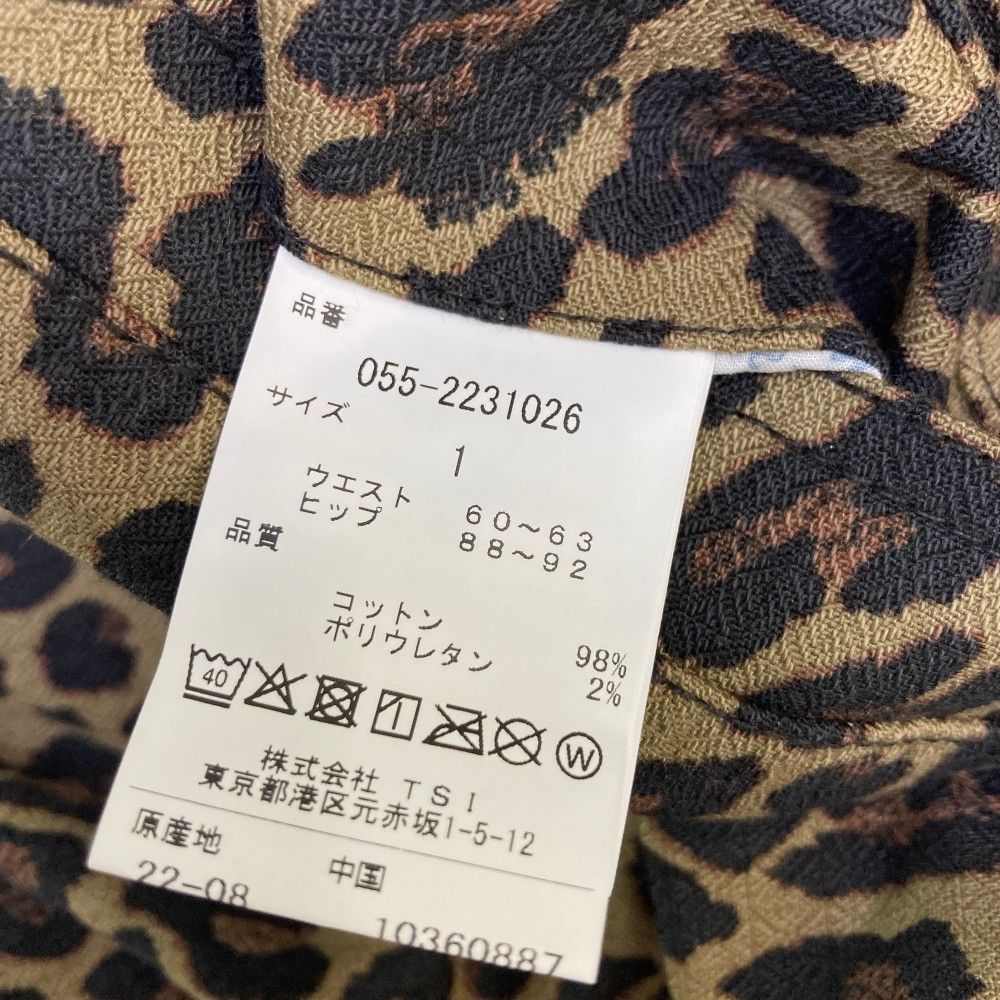 品番
055-2231026
サイズ
1
ウエスト 60～63
ヒップ 88～92
品質
コットン 98%
ポリウレタン 2%
40 W
株式会社 TSI
東京都港区元赤坂1-5-12
原産地 中国
22-08
10360887